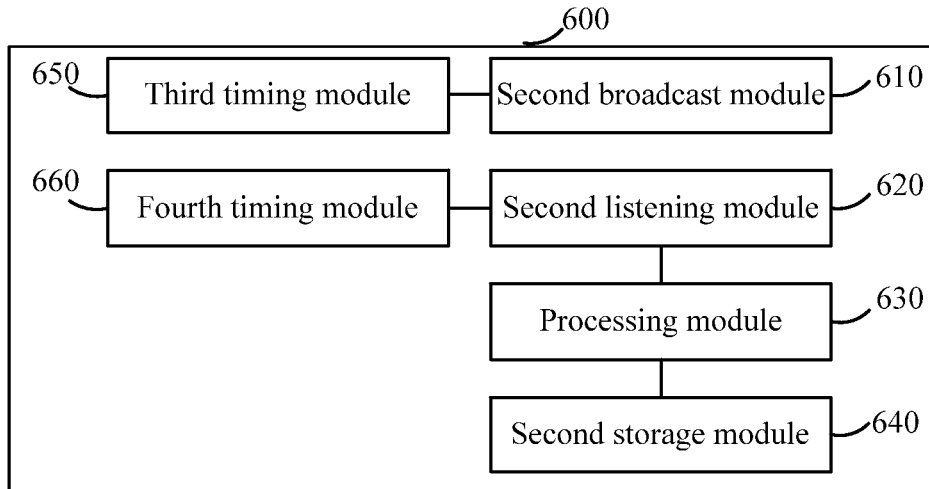 600
650
Third timing module
Second broadcast module
610
660
Fourth timing module
Second listening module
620
Processing module
630
Second storage module
640